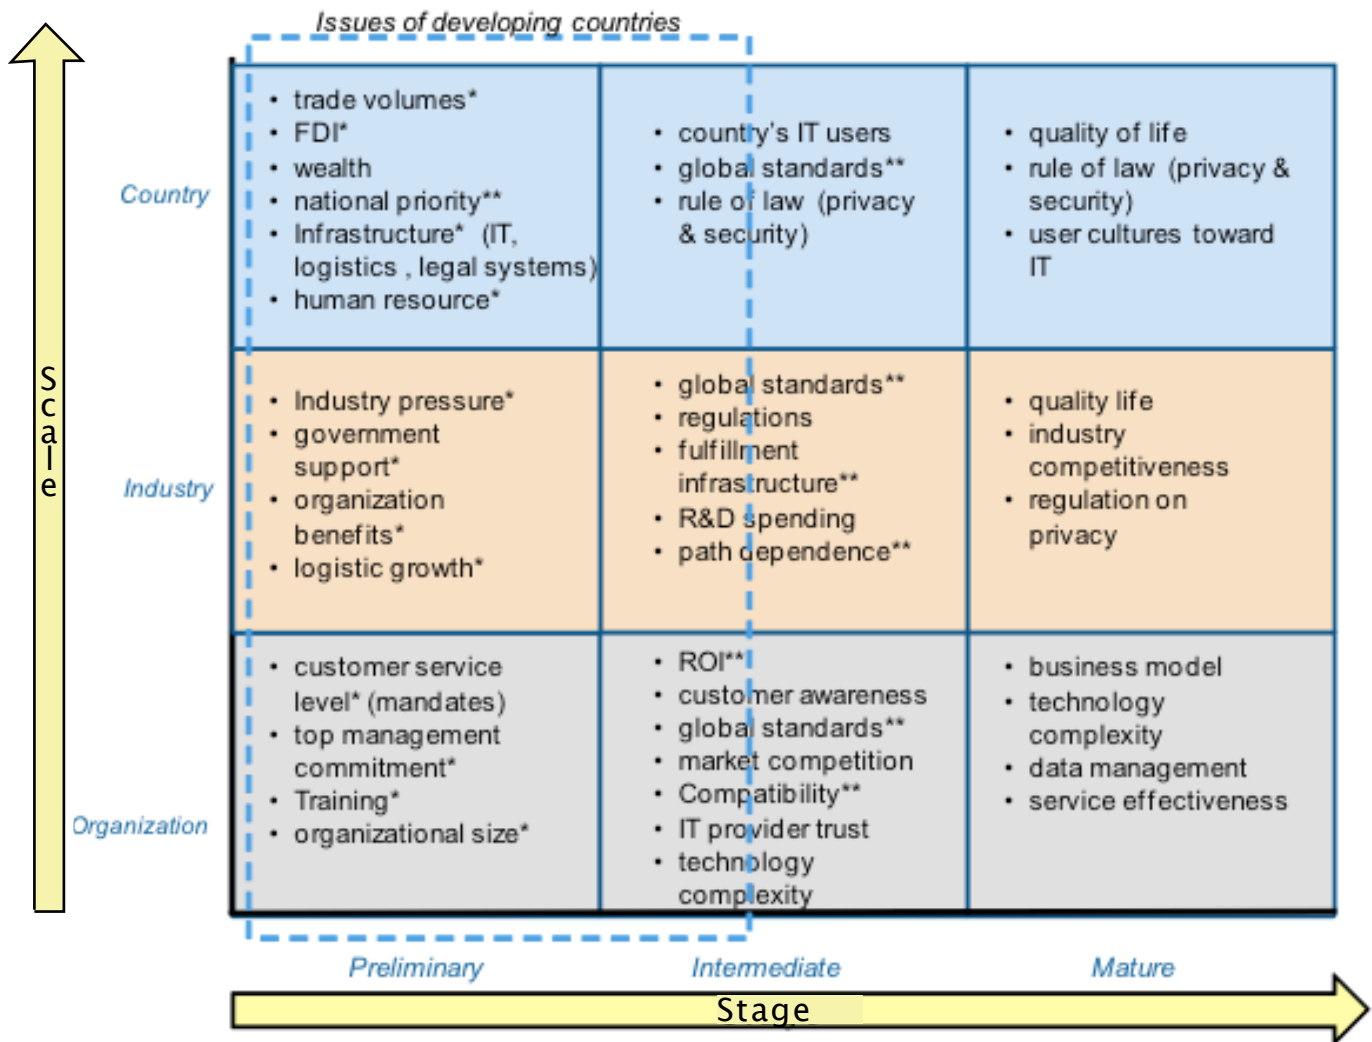 Issues of developing countries
Scale
Country
• trade volumes*
• FDI*
• wealth
• national priority**
• Infrastructure* (IT,
logistics , legal systems)
• human resource*
• country's IT users
• global standards**
• rule of law (privacy
& security)
• quality of life
• rule of law (privacy &
security)
• user cultures toward
IT
Industry
• Industry pressure*
• government
support*
• organization
benefits*
• logistic growth*
• global standards**
• regulations
• fulfillment
infrastructure**
• R&D spending
• path dependence**
• quality life
• industry
competitiveness
• regulation on
privacy
Organization
• customer service
level* (mandates)
• top management
commitment*
• Training*
• organizational size*
• ROI**
• customer awareness
• global standards**
• market competition
• Compatibility**
• IT provider trust
• technology
complexity
• business model
• technology
complexity
• data management
• service effectiveness
Preliminary
Intermediate
Mature
Stage